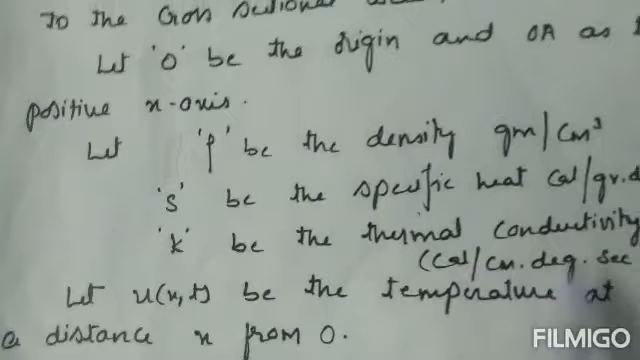 To the Cross sectional
Let 'O' be the origin and OA as
positive x-axis.
Let 'ρ' be the density gm/cm³
's' be the specific heat cal/gr.d
'k' be the thermal conductivity
(Cal/cm.deg.sec
Let u(x,t) be the temperature at
a distance x from O.
FILMIGO